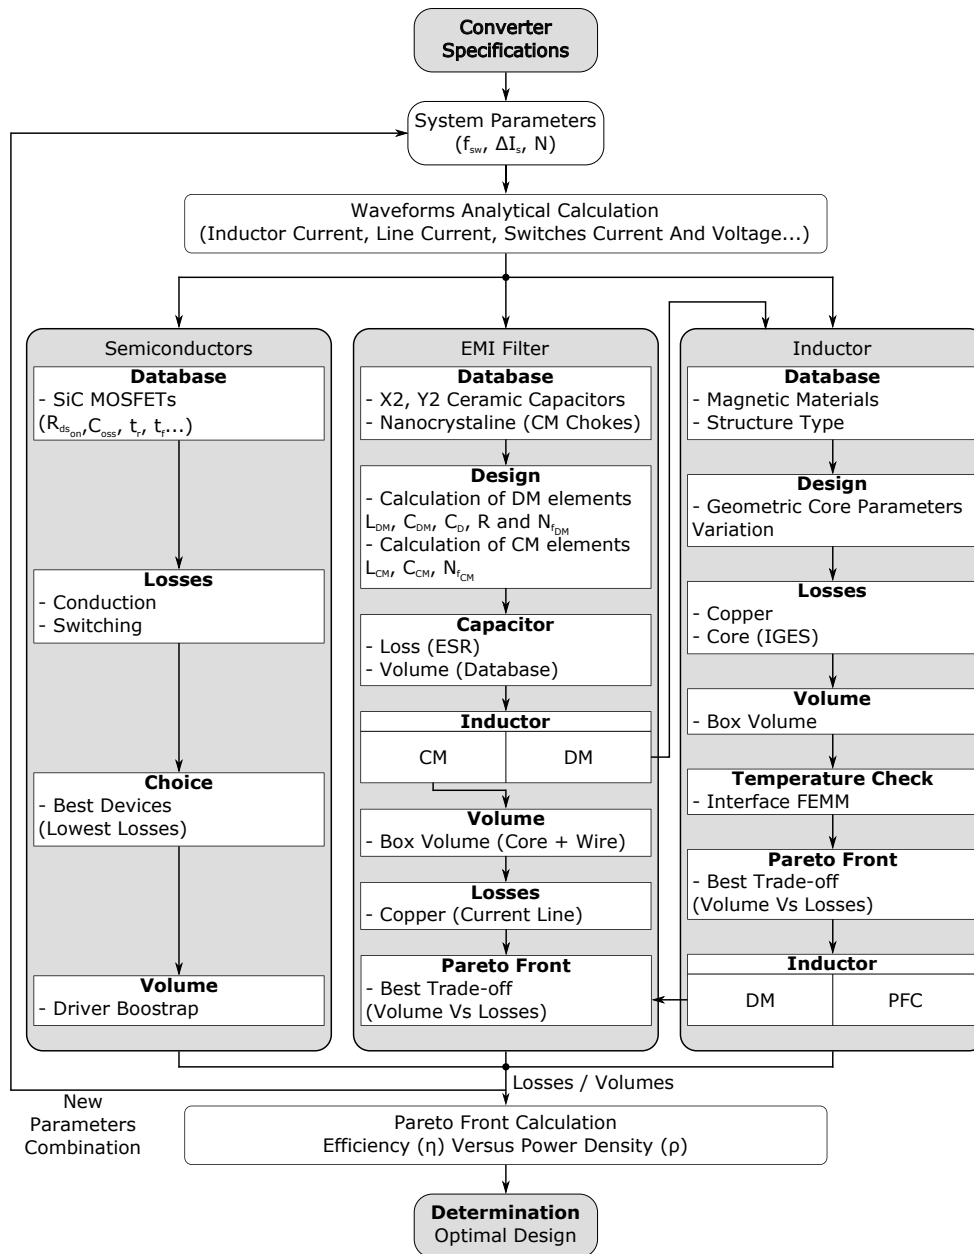 Converter
Specifications
System Parameters
(fsw, ΔIs, N)
Waveforms Analytical Calculation
(Inductor Current, Line Current, Switches Current And Voltage...)
Semiconductors
Database
- SiC MOSFETs
(Rdson,Coss, tr, tf...)
Losses
- Conduction
- Switching
Choice
- Best Devices
(Lowest Losses)
Volume
- Driver Boostrap
EMI Filter
Database
- X2, Y2 Ceramic Capacitors
- Nanocrystaline (CM Chokes)
Design
- Calculation of DM elements
LDM, CDM, CD, R and NfDM
- Calculation of CM elements
LCM, CCM, NfCM
Capacitor
- Loss (ESR)
- Volume (Database)
Inductor
CM
DM
Volume
- Box Volume (Core + Wire)
Losses
- Copper (Current Line)
Pareto Front
- Best Trade-off
(Volume Vs Losses)
Inductor
Database
- Magnetic Materials
- Structure Type
Design
- Geometric Core Parameters
Variation
Losses
- Copper
- Core (IGES)
Volume
- Box Volume
Temperature Check
- Interface FEMM
Pareto Front
- Best Trade-off
(Volume Vs Losses)
Inductor
DM
PFC
Losses / Volumes
New
Parameters
Combination
Pareto Front Calculation
Efficiency (η) Versus Power Density (ρ)
Determination
Optimal Design